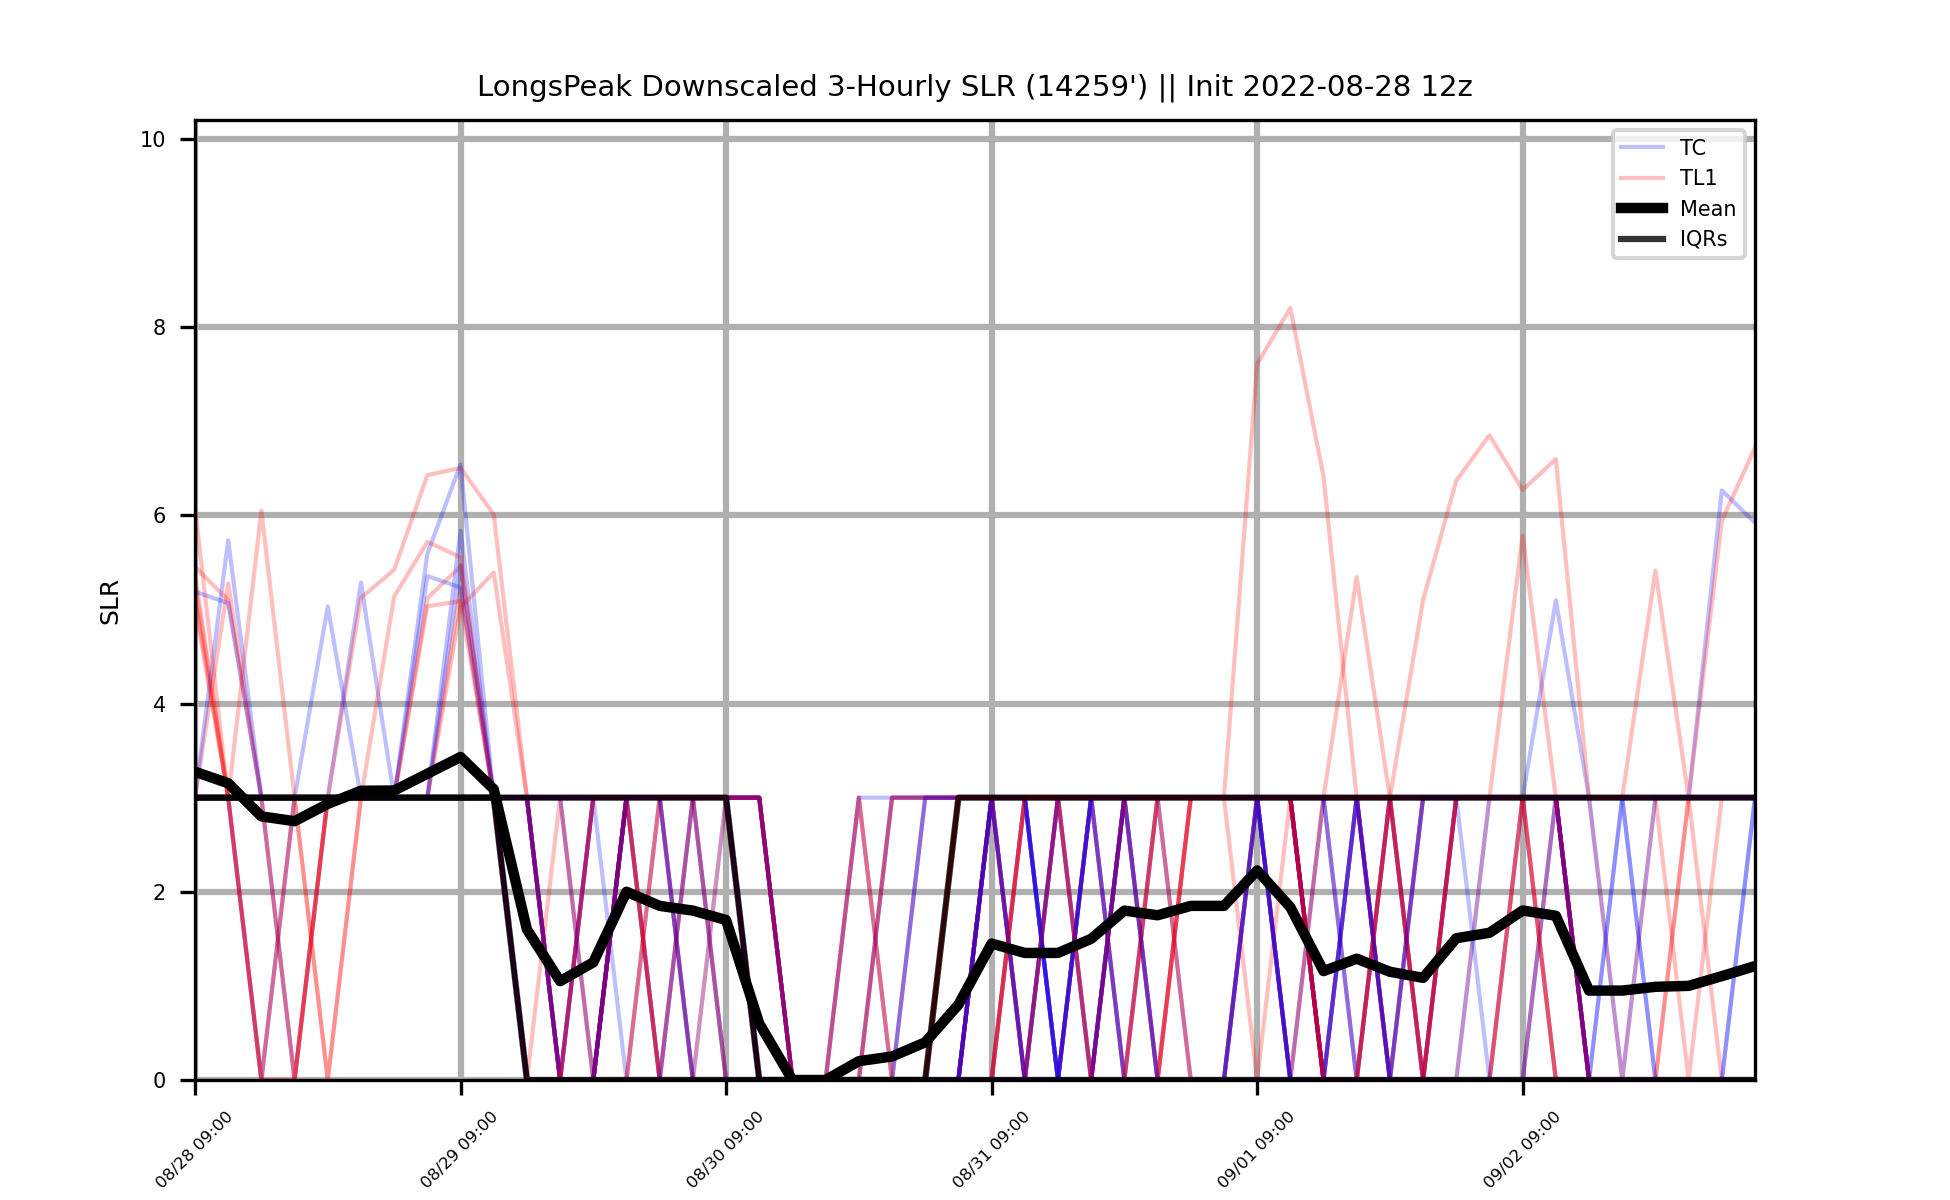 LongsPeak Downscaled 3-Hourly SLR (14259') || Init 2022-08-28 12z
TC
TL1
Mean
IQRs
SLR
10
8
6
4
2
0
08/28 09:00
08/29 09:00
08/30 09:00
08/31 09:00
09/01 09:00
09/02 09:00